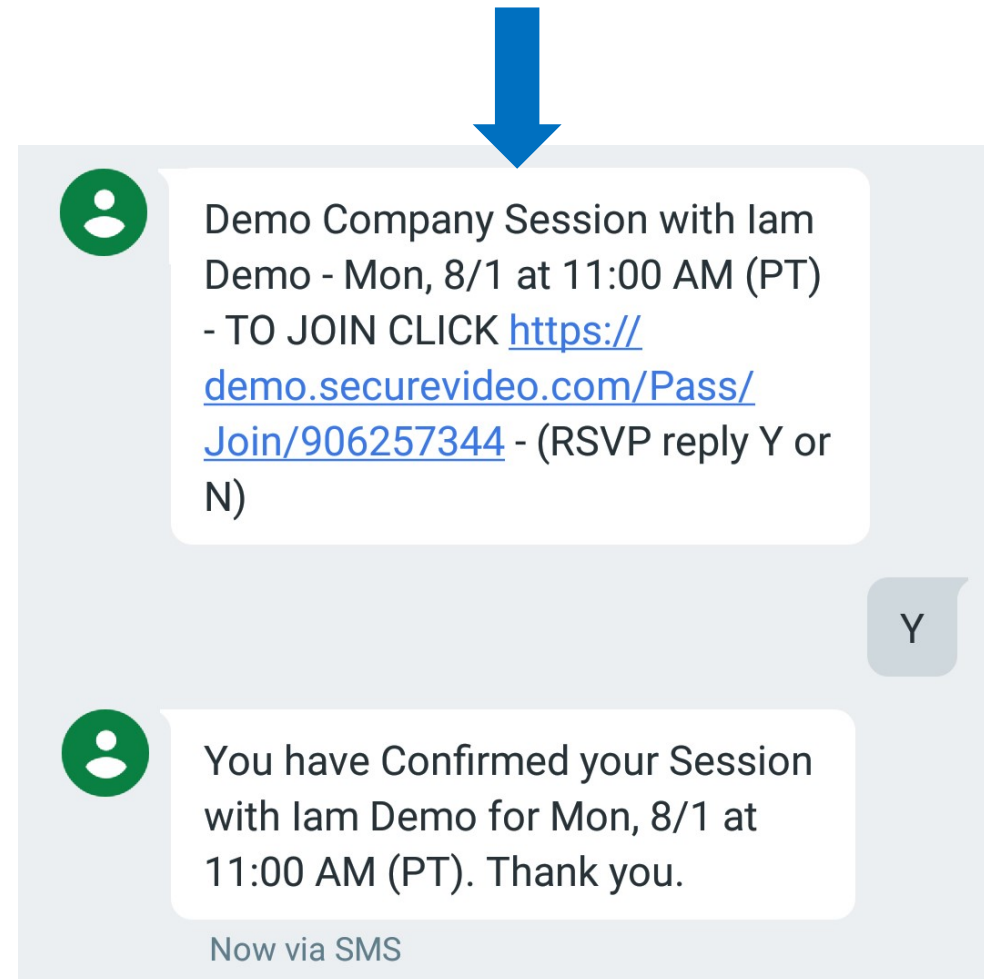 Demo Company Session with Iam
Demo - Mon, 8/1 at 11:00 AM (PT)
- TO JOIN CLICK https://
demo.securevideo.com/Pass/
Join/906257344 - (RSVP reply Y or
N)
Y
You have Confirmed your Session
with Iam Demo for Mon, 8/1 at
11:00 AM (PT). Thank you.
Now via SMS